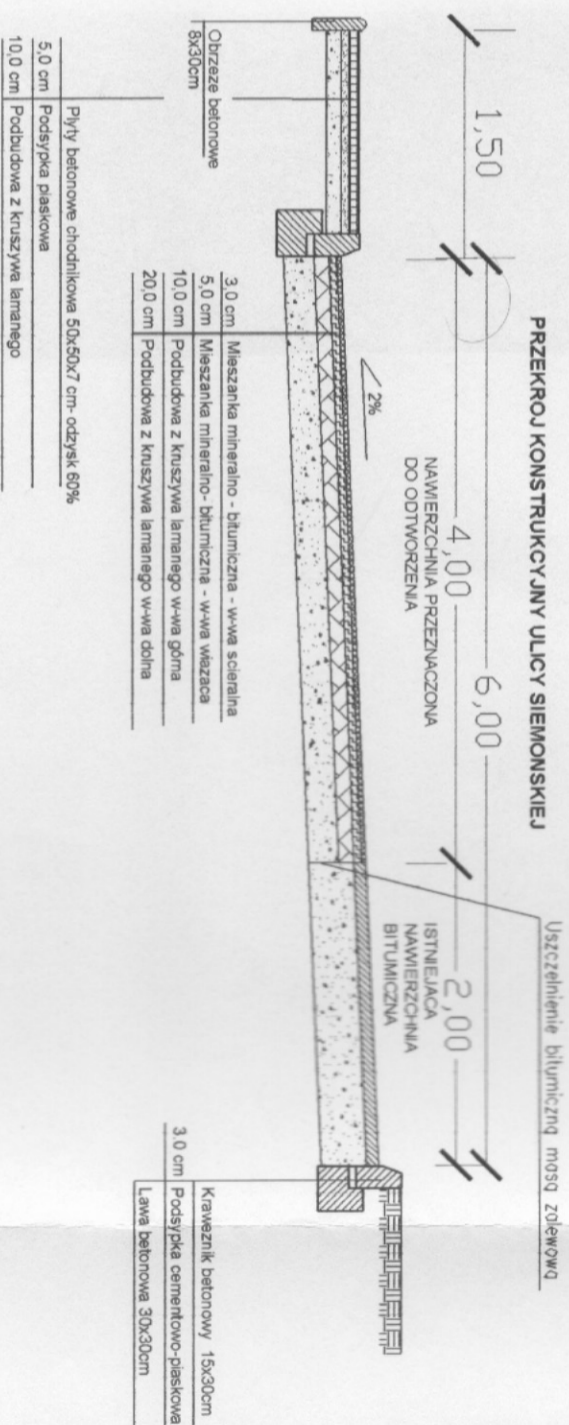 PRZEKROJ KONSTRUKCYJNY ULICY SIEMONSKIEJ
Uszczelnienie bitumiczną masą zalewową
1,50
6,00
4,00
2,00
NAWIERZCHNIA PRZEZNACZONA
DO ODTWORZENIA
ISTNIEJACA
NAWIERZCHNIA
BITUMICZNA
2%
Obrzeze betonowe
8x30cm
3,0 cm Mieszanka mineralno - bitumiczna - w-wa scieralna
5,0 cm Mieszanka mineralno- bitumiczna - w-wa wiazaca
10,0 cm Podbudowa z kruszywa lamanego w-wa górna
20,0 cm Podbudowa z kruszywa lamanego w-wa dolna
Kraweznik betonowy 15x30cm
3,0 cm Podsypka cementowo-piaskowa
Lawa betonowa 30x30cm
Plyty betonowe chodnikowa 50x50x7 cm- odzysk 60%
5,0 cm Podsypka piaskowa
10,0 cm Podbudowa z kruszywa lamanego